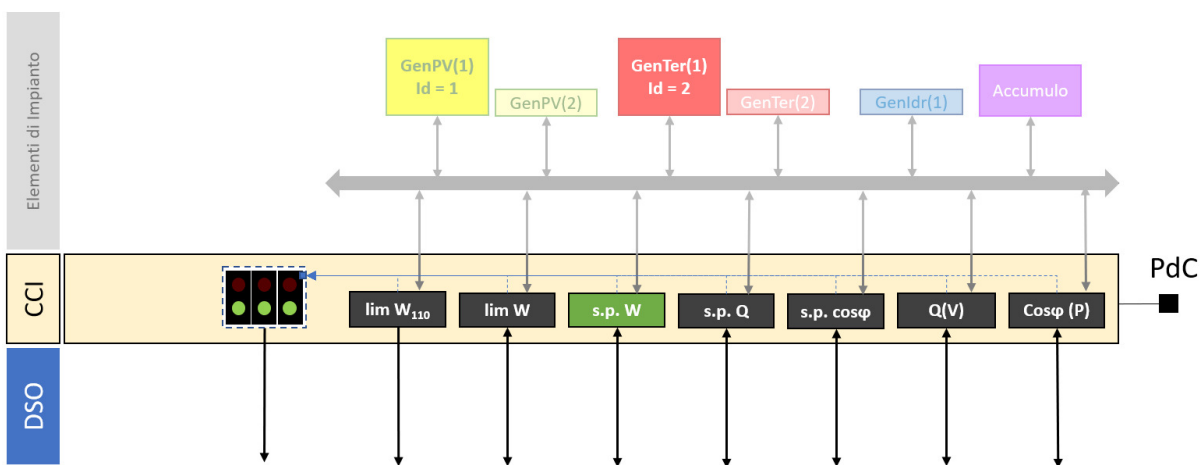 Elementi di Impianto
GenPV(1)
Id = 1
GenPV(2)
GenTer(1)
Id = 2
GenTer(2)
GenIdr(1)
Accumulo
CCI
PdC
lim W₁₁₀
lim W
s.p. W
s.p. Q
s.p. cosφ
Q(V)
Cosφ (P)
DSO